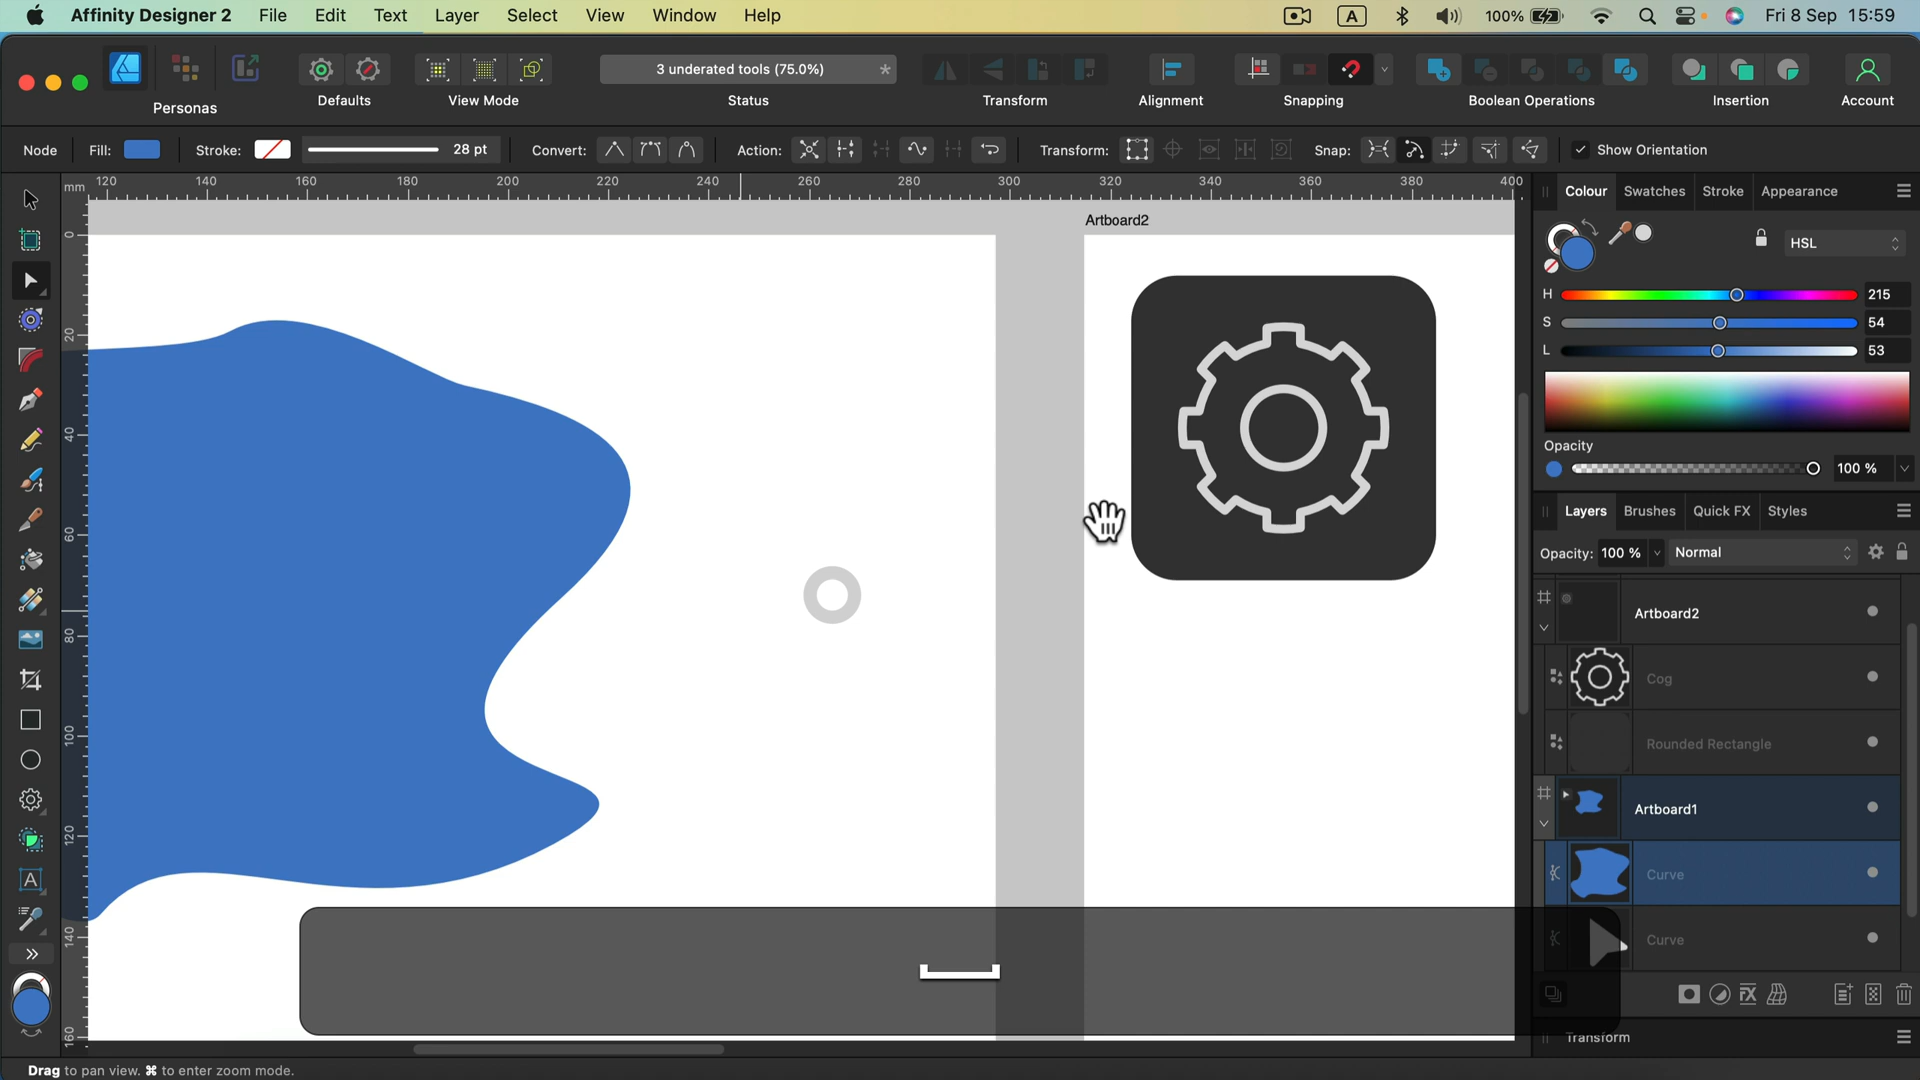 Affinity Designer 2 File Edit Text Layer Select View Window Help A 100% Fri 8 Sep 15:59
3 underated tools (75.0%) *
Personas Defaults View Mode Status Transform Alignment Snapping Boolean Operations Insertion Account
Node Fill: Stroke: 28 pt Convert: Action: Transform: Snap: Show Orientation
mm 120 140 160 180 200 220 240 260 280 300 320 340 360 380 400
0
20
40
60
80
100
120
140
160
Artboard2
Colour Swatches Stroke Appearance
HSL
H 215
S 54
L 53
Opacity
100 %
Layers Brushes Quick FX Styles
Opacity: 100 % Normal
Artboard2
Cog
Rounded Rectangle
Artboard1
Curve
Curve
FX
Transform
A
Drag to pan view. ⌘ to enter zoom mode.